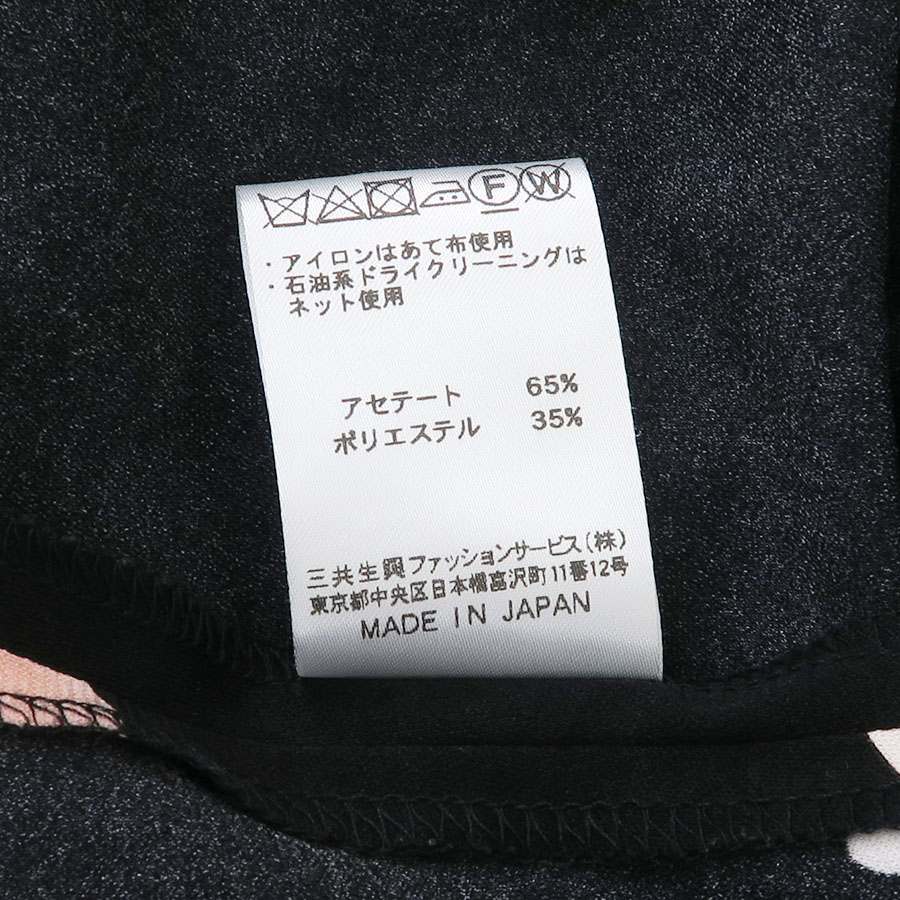 F W
・アイロンはあて布使用
・石油系ドライクリーニングは
ネット使用
アセテート 65%
ポリエステル 35%
三共生興ファッションサービス(株)
東京都中央区日本橋富沢町11番12号
MADE IN JAPAN